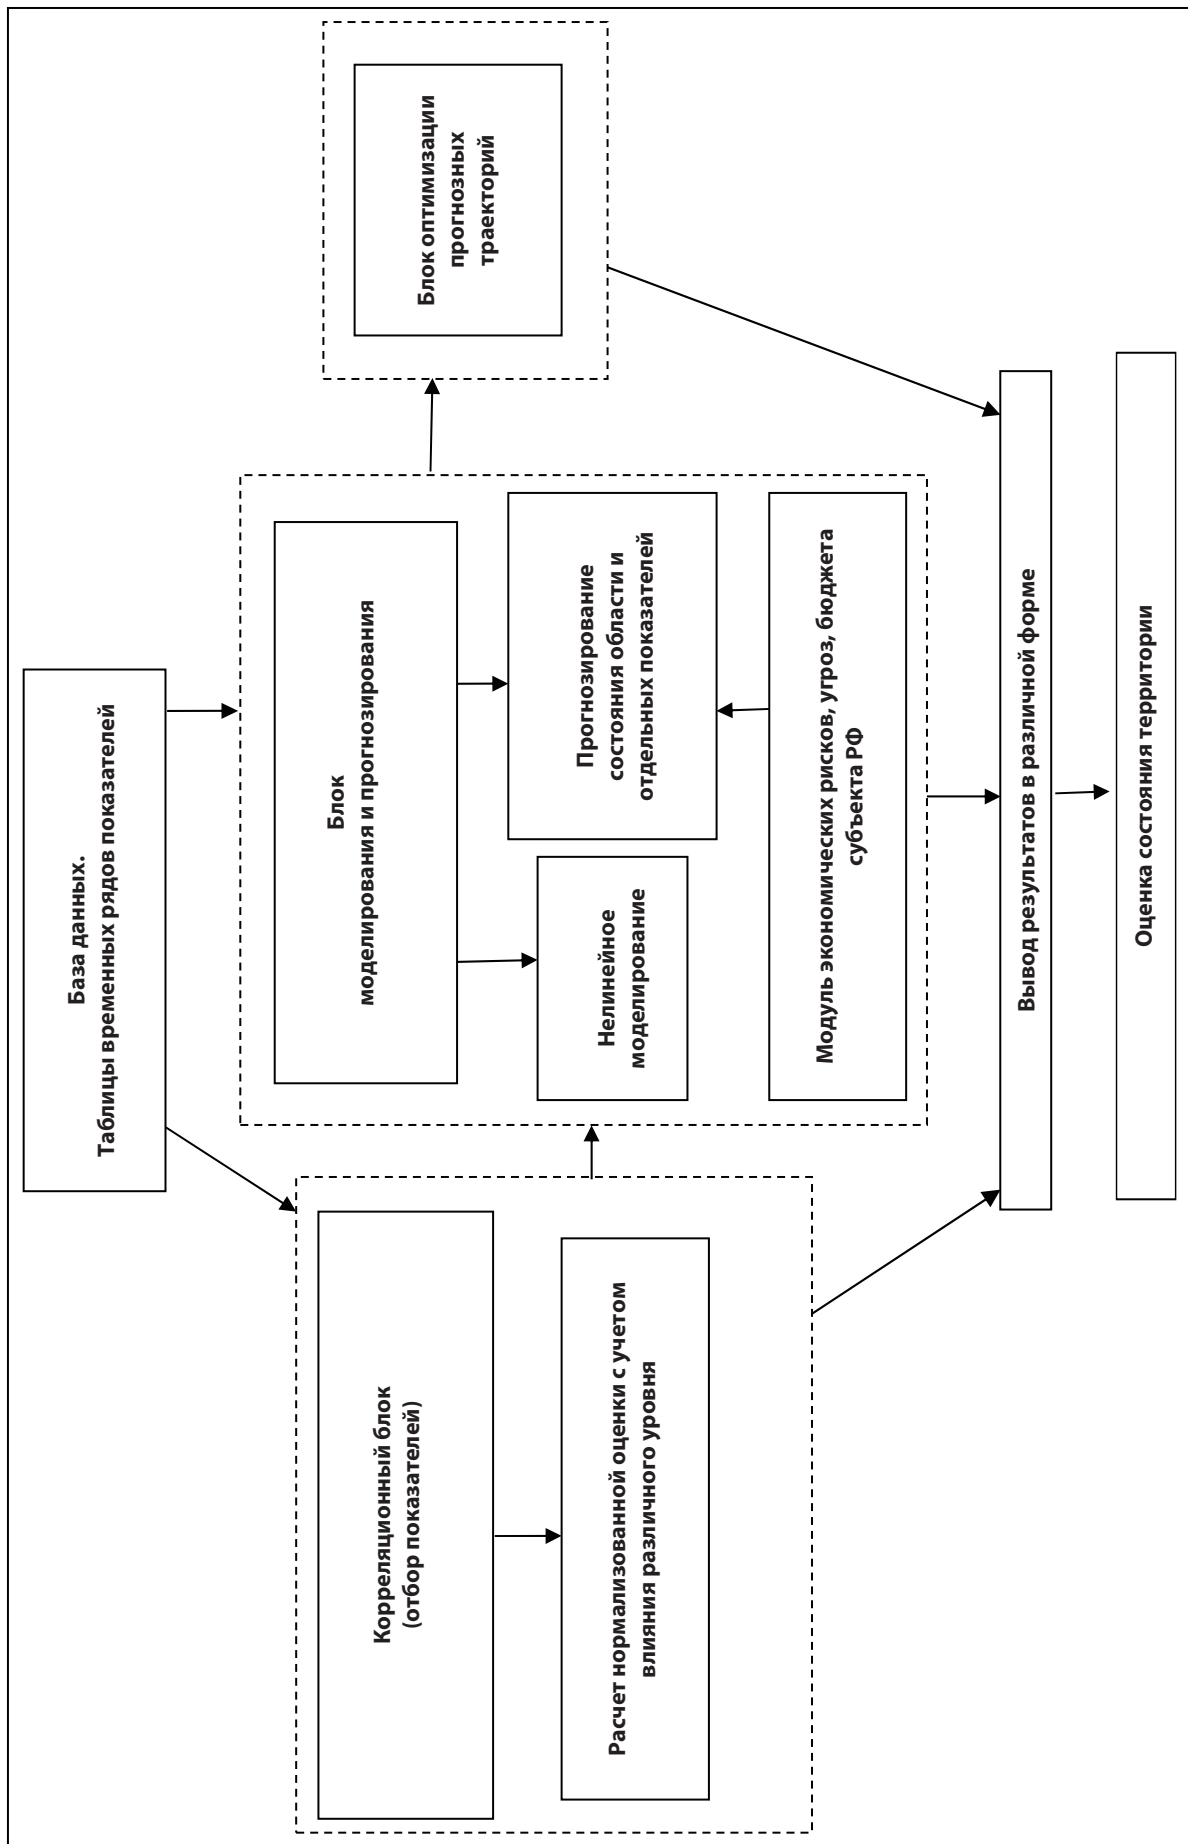 База данных.
Таблицы временных рядов показателей
Корреляционный блок
(отбор показателей)
Расчет нормализованной оценки с учетом
влияния различного уровня
Блок
моделирования и прогнозирования
Нелинейное
моделирование
Прогнозирование
состояния области и
отдельных показателей
Модуль экономических рисков, угроз, бюджета
субъекта РФ
Блок оптимизации
прогнозных
траекторий
Вывод результатов в различной форме
Оценка состояния территории